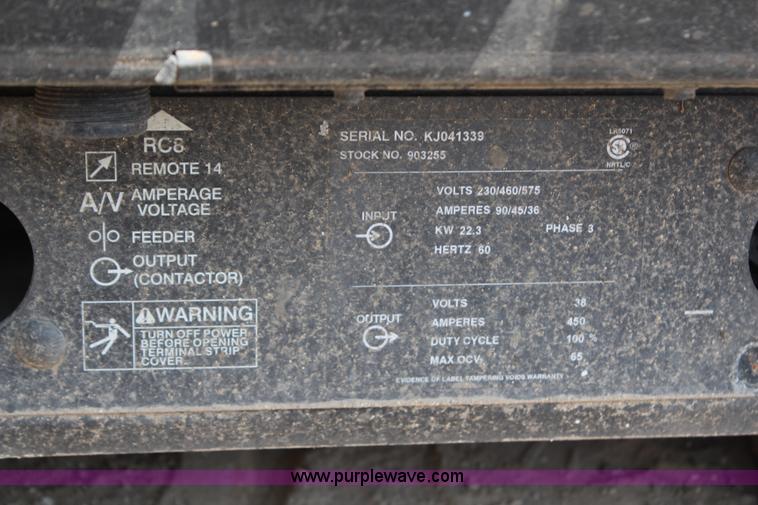 RC8
REMOTE 14
A/V AMPERAGE
VOLTAGE
FEEDER
OUTPUT
(CONTACTOR)
WARNING
TURN OFF POWER
BEFORE OPENING
TERMINAL STRIP
COVER
SERIAL NO. KJ041339
STOCK NO. 903255
LR5071
SA
NRTL/C
INPUT
VOLTS 230/460/575
AMPERES 90/45/36
KW 22.3 PHASE 3
HERTZ 60
OUTPUT
VOLTS 38
AMPERES 450
DUTY CYCLE 100 %
MAX OCV. 65
EVIDENCE OF LABEL TAMPERING VOIDS WARRANTY
www.purplewave.com